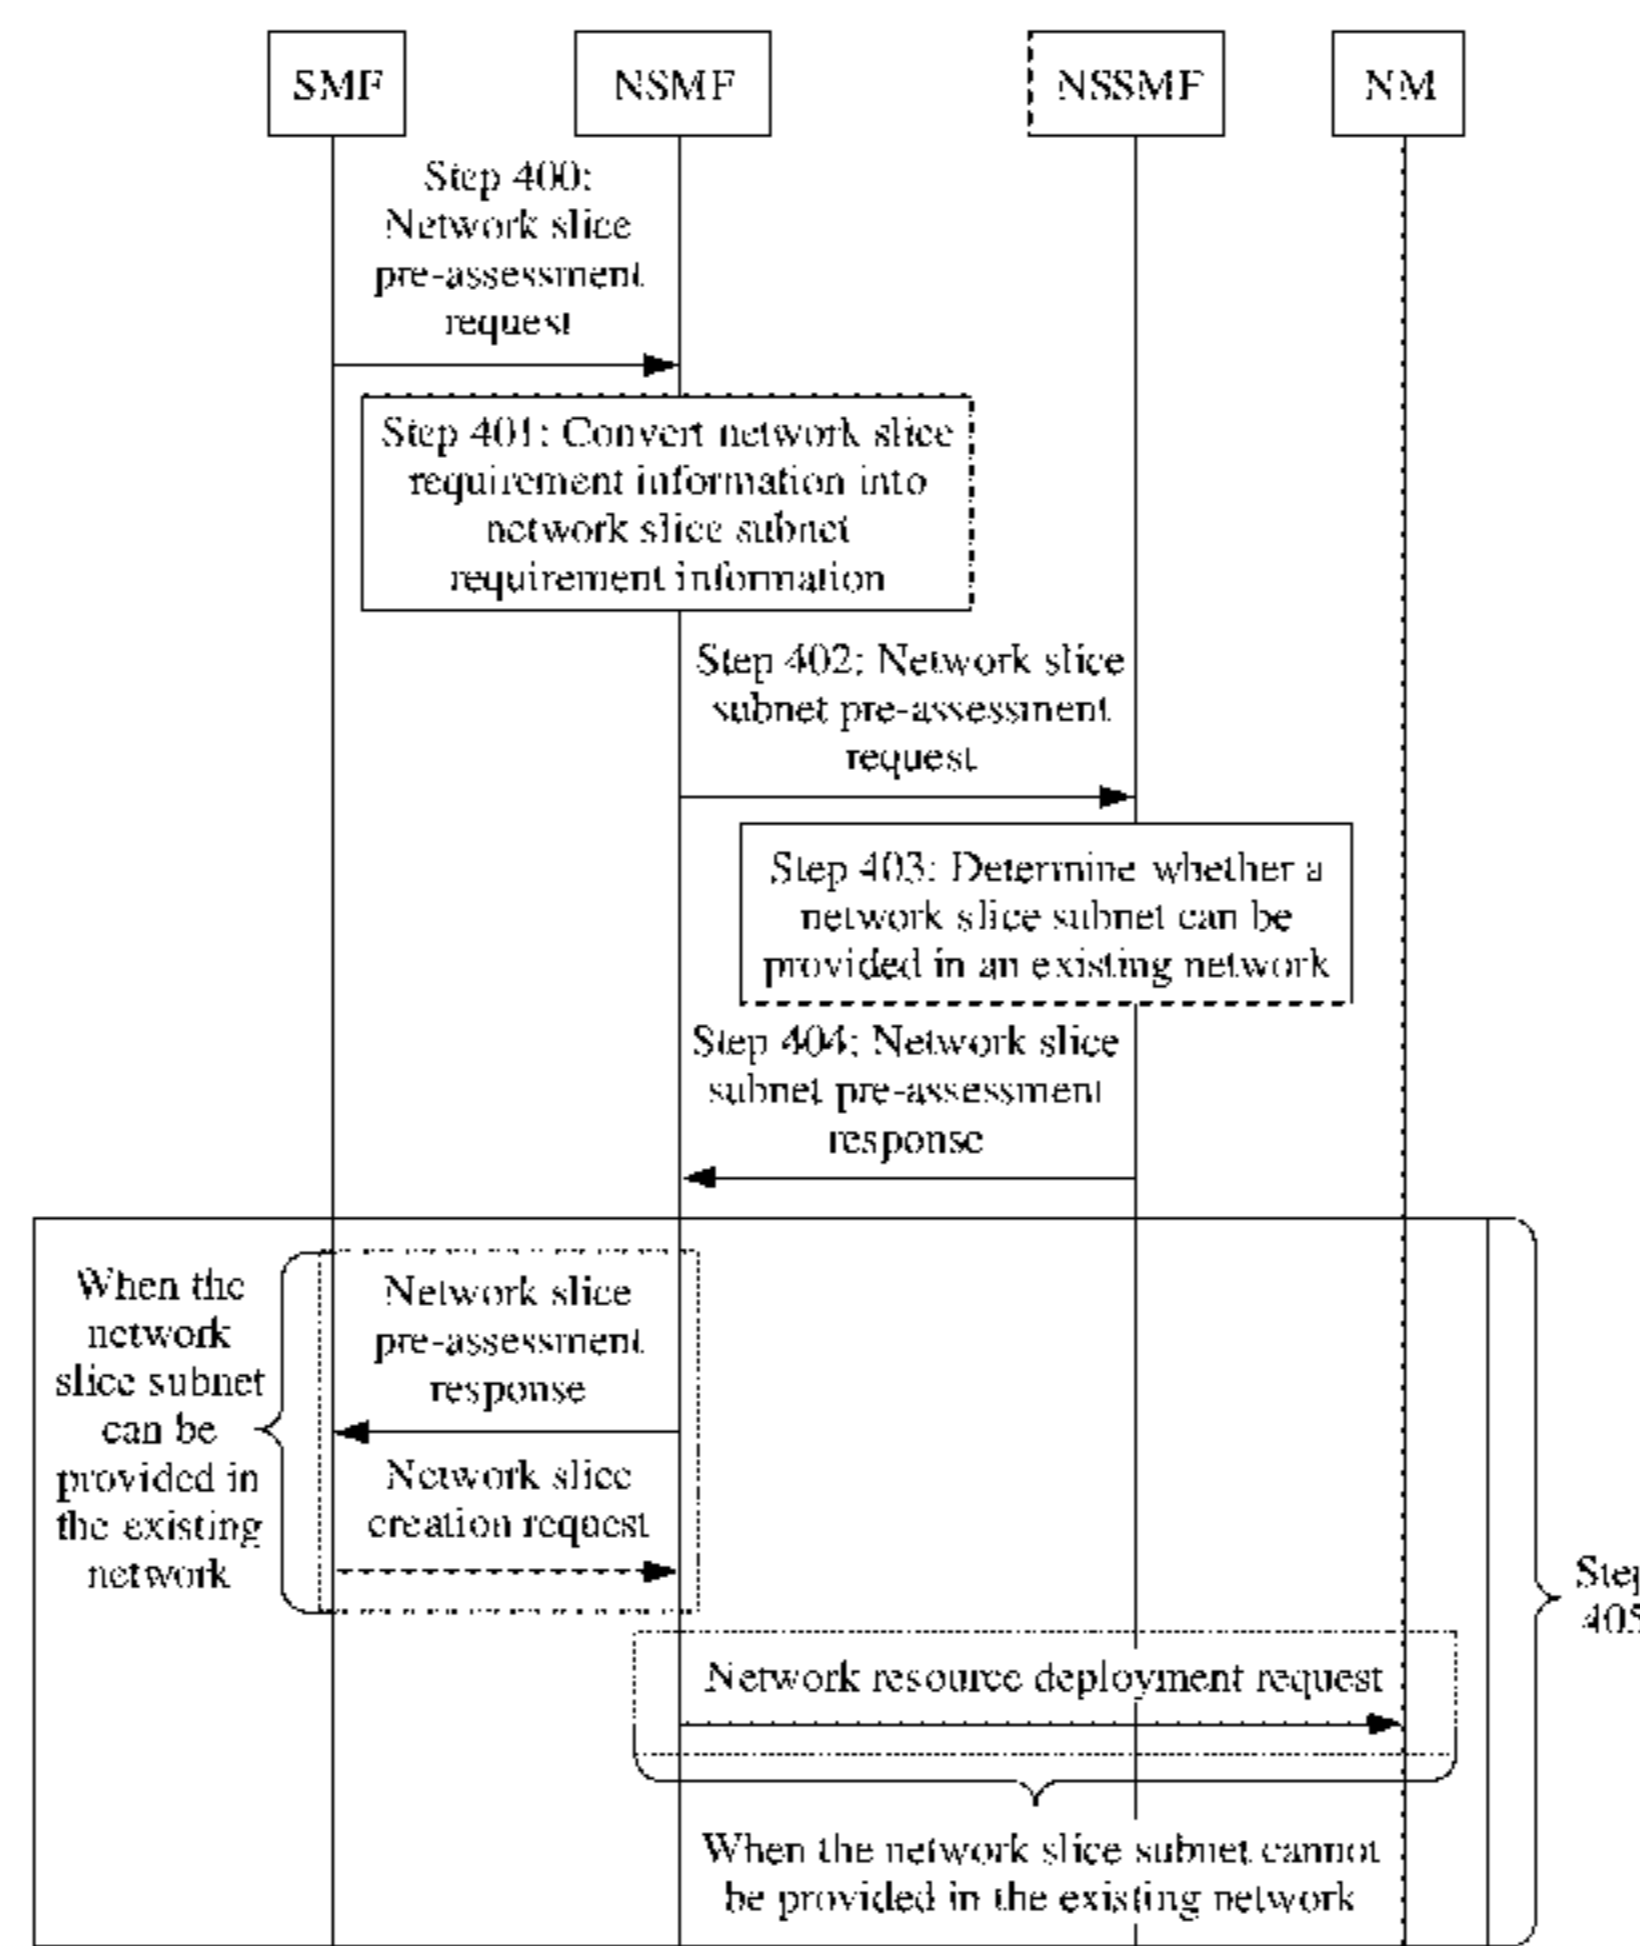 SMF
NSMF
NSSMF
NM
Step 400:
Network slice
pre-assessment
request
Step 401: Convert network slice
requirement information into
network slice subnet
requirement information
Step 402: Network slice
subnet pre-assessment
request
Step 403: Determine whether a
network slice subnet can be
provided in an existing network
Step 404: Network slice
subnet pre-assessment
response
When the
network
slice subnet
can be
provided in
the existing
network
Network slice
pre-assessment
response
Network slice
creation request
Step
405
Network resource deployment request
When the network slice subnet cannot
be provided in the existing network